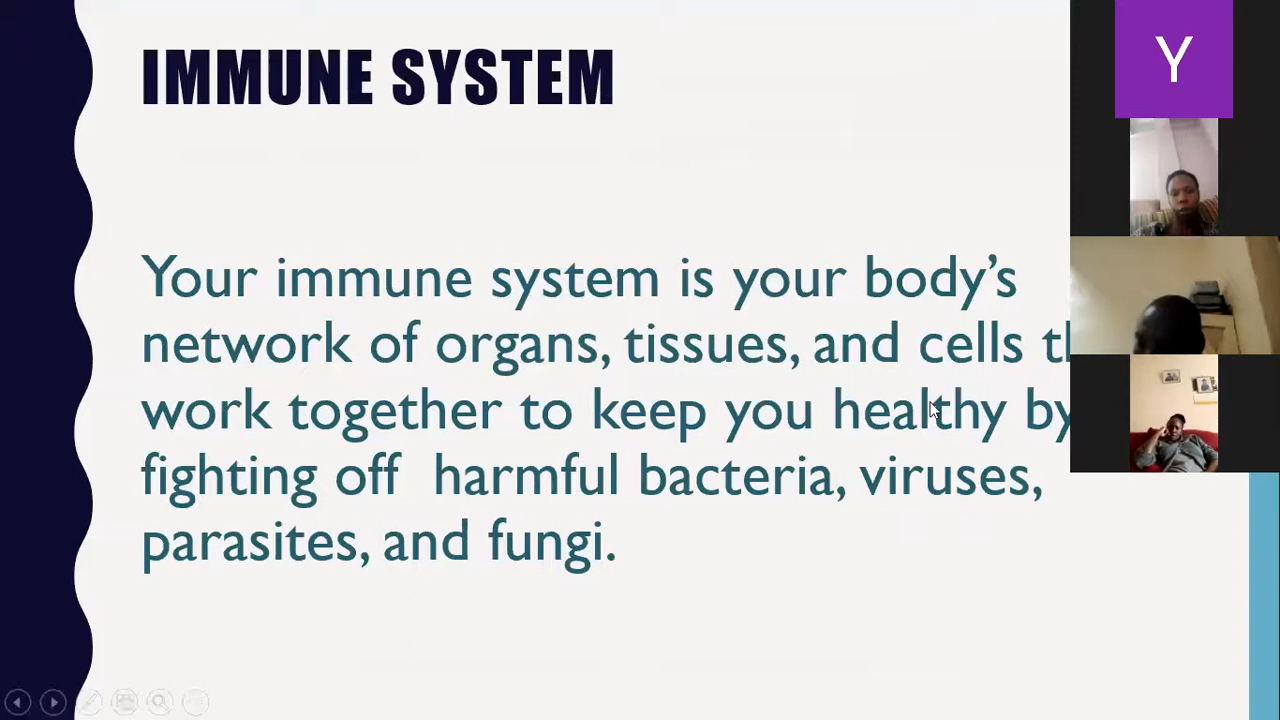 IMMUNE SYSTEM
Your immune system is your body's
network of organs, tissues, and cells
work together to keep you healthy by
fighting off harmful bacteria, viruses,
parasites, and fungi.
Y